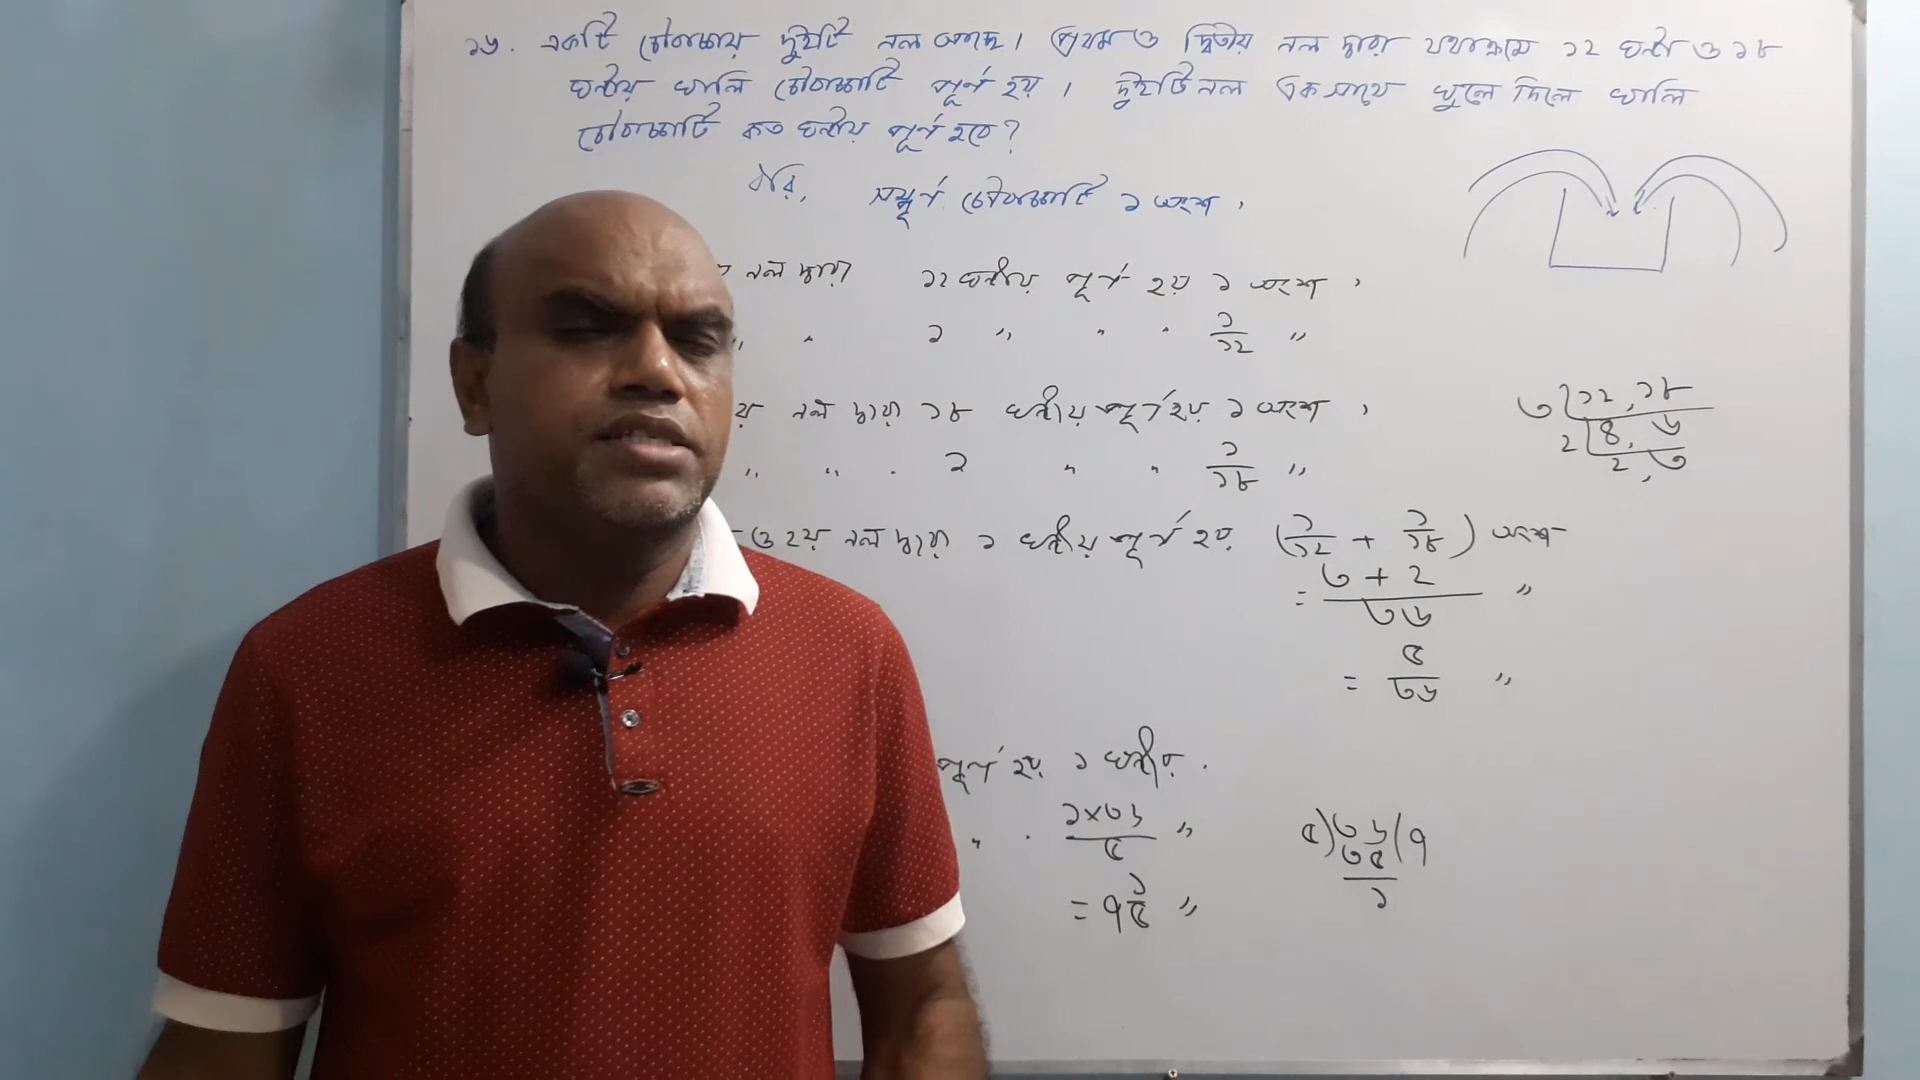 ১৬. একটি চৌবাচ্চায় দুইটি নল আছে। প্রথম ও দ্বিতীয় নল দ্বারা যথাক্রমে ১২ ঘন্টা ও ১৮
ঘন্টায় খালি চৌবাচ্চাটি পূর্ণ হয়। দুইটি নল একসাথে খুলে দিলে খালি
চৌবাচ্চাটি কত ঘন্টায় পূর্ণ হবে?
ধরি, সম্পূর্ণ চৌবাচ্চাটি ১ অংশ,
নল দ্বারা ১২ ঘন্টায় পূর্ণ হয় ১ অংশ,
" " ১ " " " ১/১২ "
য় নল দ্বারা ১৮ ঘন্টায় পূর্ণ হয় ১ অংশ,
" " " ১ " " ১/১৮ "
৩ | ১২, ১৮
২ | ৪, ৬
২, ৩
ও ২য় নল দ্বারা ১ ঘন্টায় পূর্ণ হয় (১/১২ + ১/১৮) অংশ
= (৩ + ২)/৩৬ "
= ৫/৩৬ "
পূর্ণ হয় ১ ঘন্টায়.
" " (১×৩৬)/৫ "
= ৭ ১/৫ "
৫) ৩৬ (৭
৩৫
১